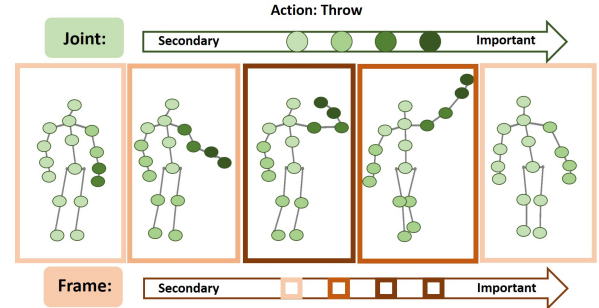 Action: Throw
Joint:
Secondary
Important
Frame:
Secondary
Important